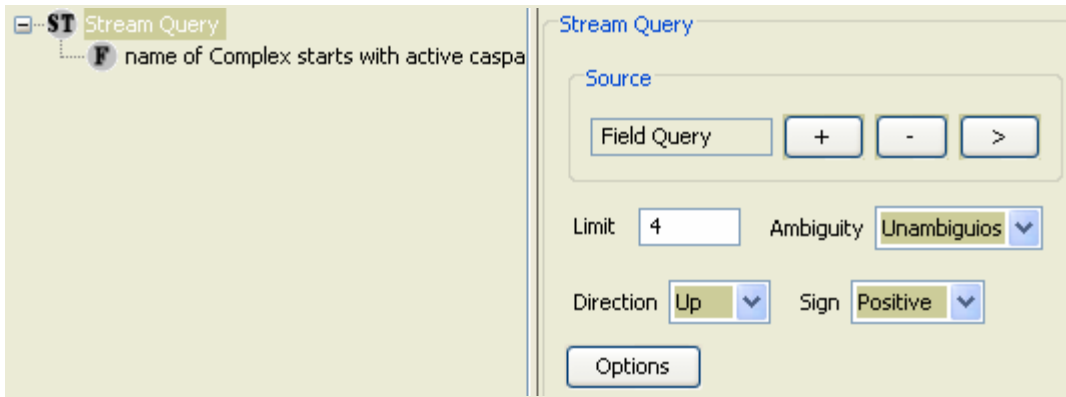 ST Stream Query
F name of Complex starts with active caspa
Stream Query
Source
Field Query + - >
Limit 4 Ambiguity Unambiguios
Direction Up Sign Positive
Options